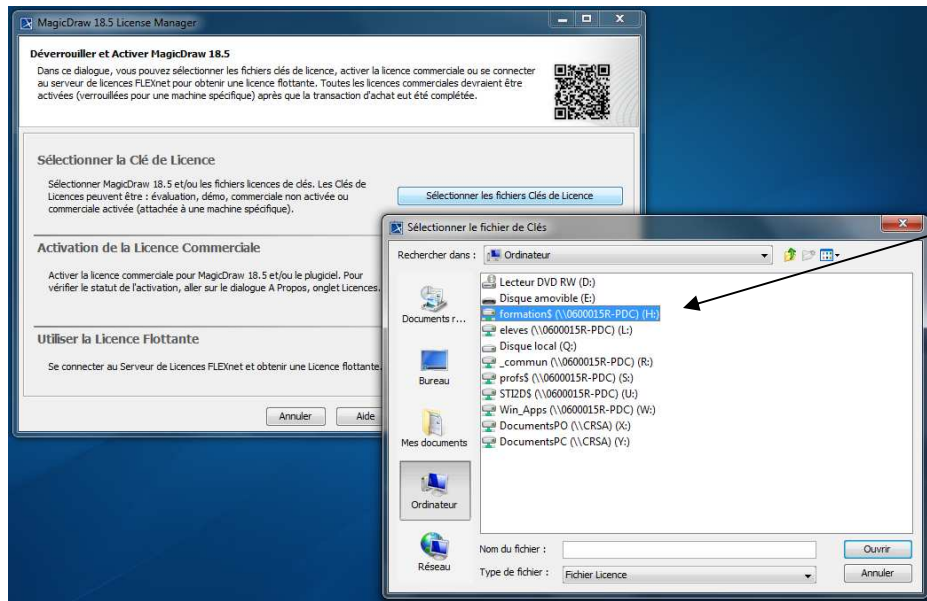 MagicDraw 18.5 License Manager
Déverrouiller et Activer MagicDraw 18.5
Dans ce dialogue, vous pouvez sélectionner les fichiers clés de licence, activer la licence commerciale ou se connecter
au serveur de licences FLEXnet pour obtenir une licence flottante. Toutes les licences commerciales devraient être
activées (verrouillées pour une machine spécifique) après que la transaction d'achat eut été complétée.
Sélectionner la Clé de Licence
Sélectionner MagicDraw 18.5 et/ou les fichiers licences de clés. Les Clés de
Licences peuvent être : évaluation, démo, commerciale non activée ou
commerciale activée (attachée à une machine spécifique).
Sélectionner les fichiers Clés de Licence
Activation de la Licence Commerciale
Activer la licence commerciale pour MagicDraw 18.5 et/ou le plugiciel. Pour
vérifier le statut de l'activation, aller sur le dialogue A Propos, onglet Licences.
Utiliser la Licence Flottante
Se connecter au Serveur de Licences FLEXnet et obtenir une Licence flottante.
Annuler
Aide
Sélectionner le fichier de Clés
Rechercher dans :
Ordinateur
Documents r...
Bureau
Mes documents
Ordinateur
Réseau
Lecteur DVD RW (D:)
Disque amovible (E:)
formation$ (\\0600015R-PDC) (H:)
eleves (\\0600015R-PDC) (L:)
Disque local (Q:)
_commun (\\0600015R-PDC) (R:)
profs$ (\\0600015R-PDC) (S:)
STI2D$ (\\0600015R-PDC) (U:)
Win_Apps (\\0600015R-PDC) (W:)
DocumentsPO (\\CRSA) (X:)
DocumentsPC (\\CRSA) (Y:)
Nom du fichier :
Ouvrir
Type de fichier :
Fichier Licence
Annuler